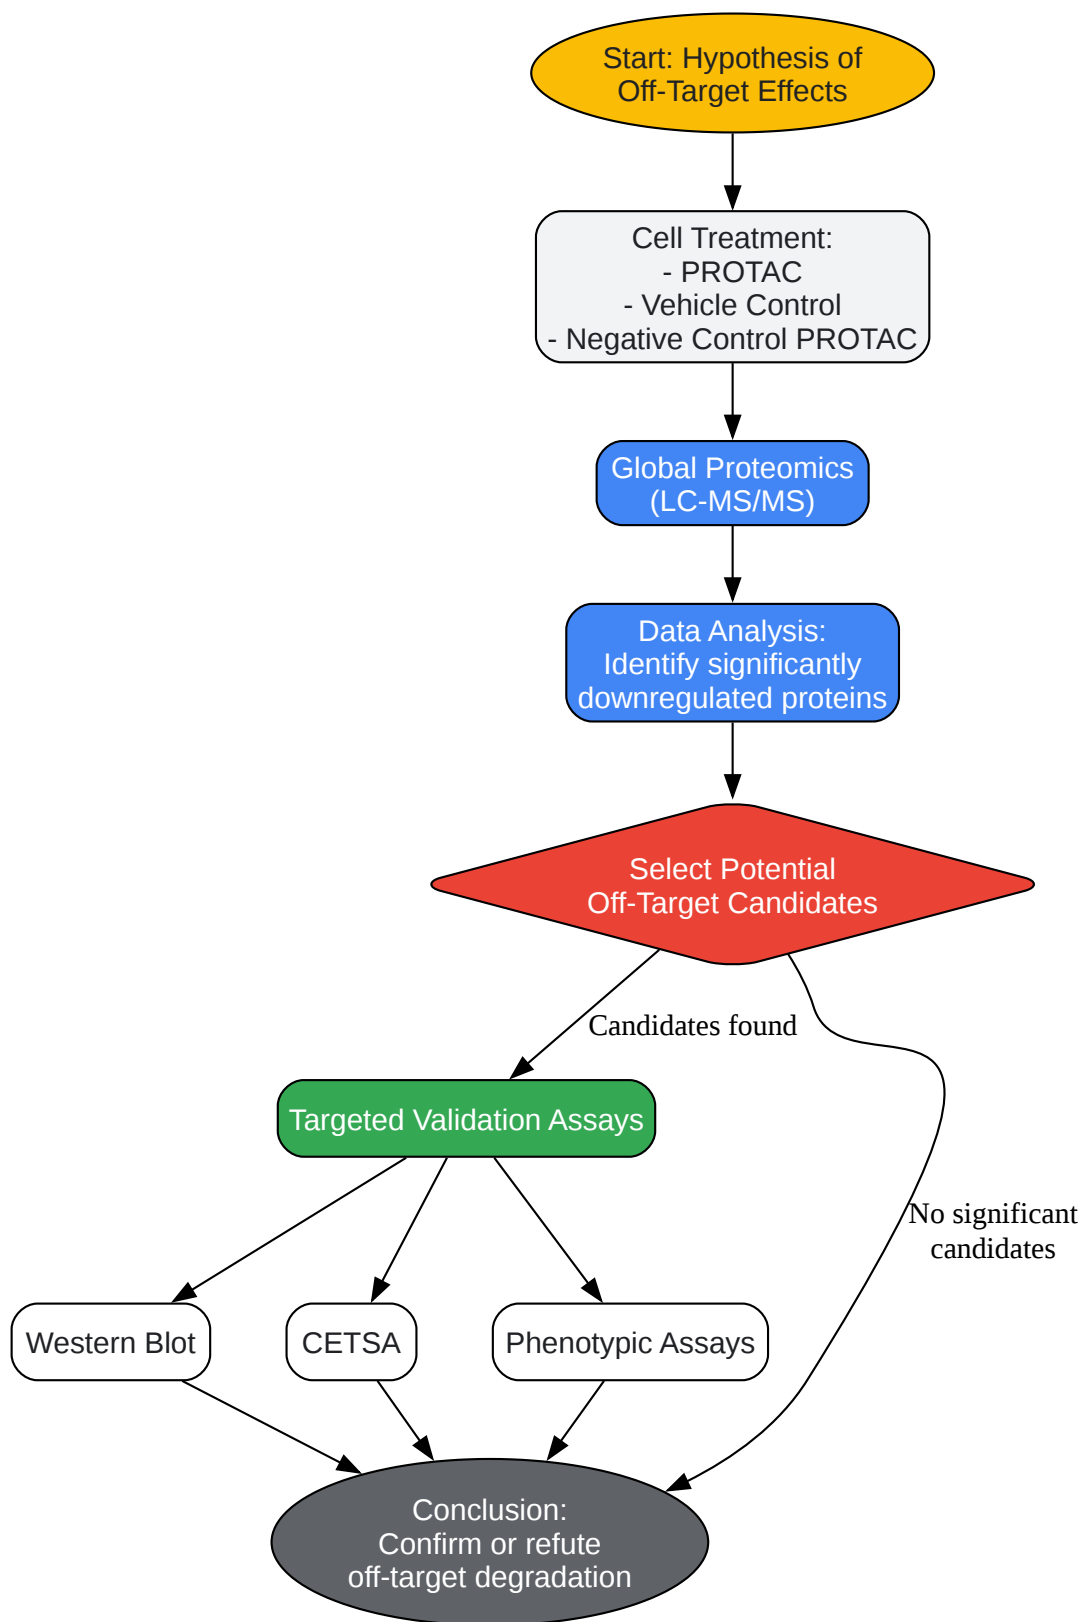 Start: Hypothesis of
Off-Target Effects
Cell Treatment:
- PROTAC
- Vehicle Control
- Negative Control PROTAC
Global Proteomics
(LC-MS/MS)
Data Analysis:
Identify significantly
downregulated proteins
Select Potential
Off-Target Candidates
Candidates found
Targeted Validation Assays
No significant
candidates
Western Blot
CETSA
Phenotypic Assays
Conclusion:
Confirm or refute
off-target degradation